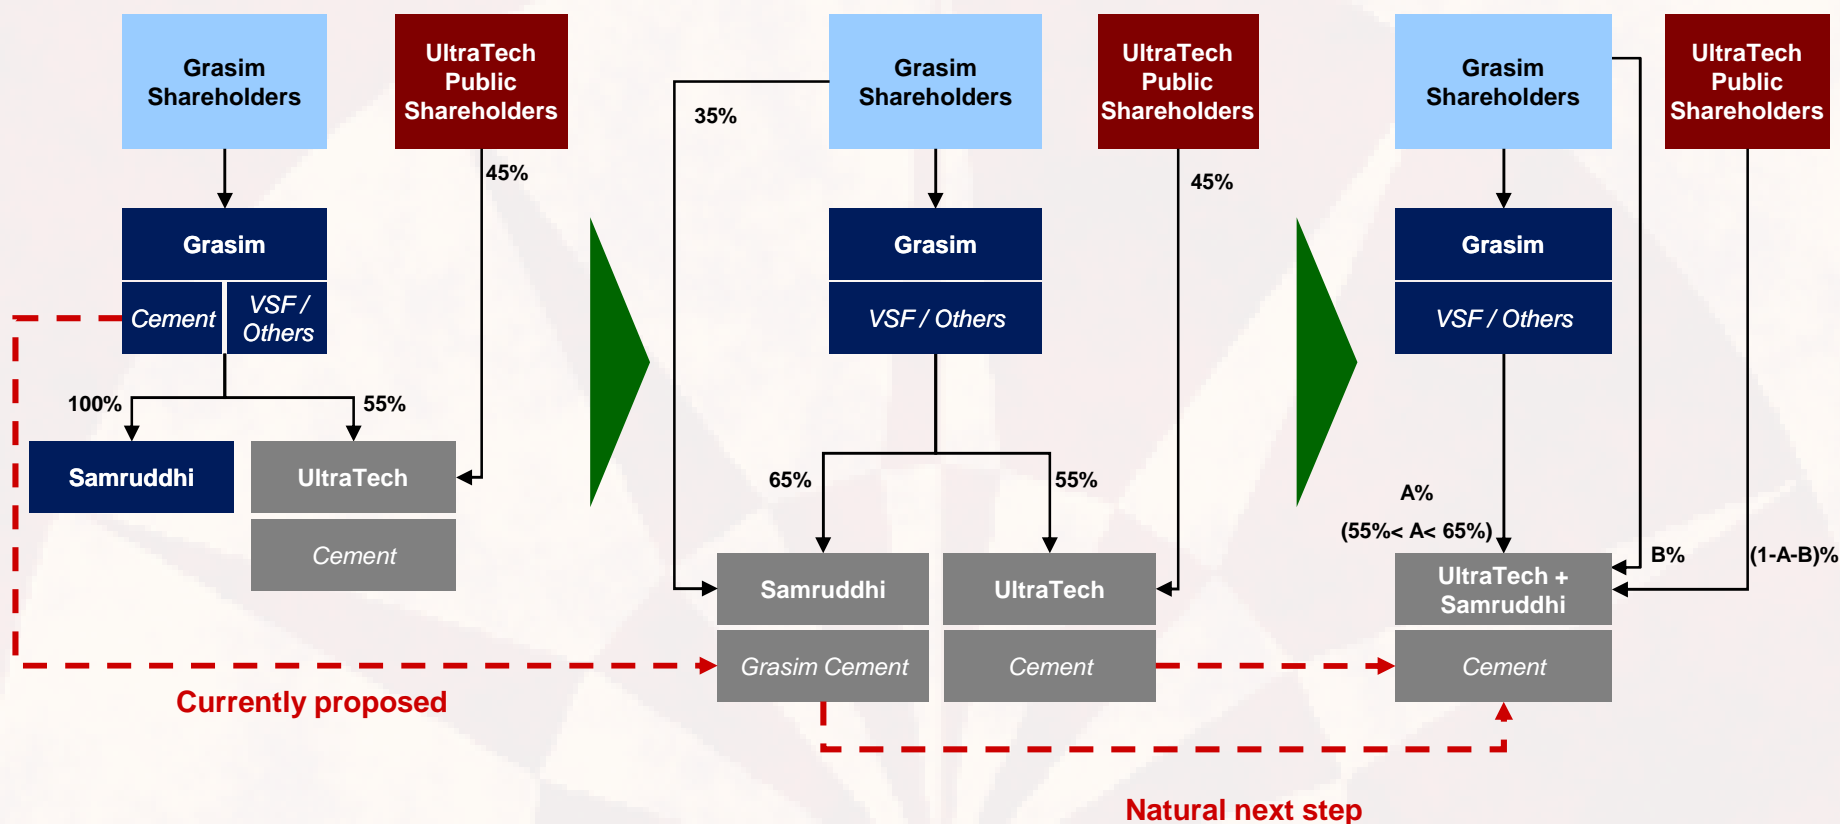 Grasim
Shareholders
UltraTech
Public
Shareholders
45%
Grasim
Cement
VSF /
Others
100%
55%
Samruddhi
UltraTech
Cement
Currently proposed
Grasim
Shareholders
UltraTech
Public
Shareholders
35%
45%
Grasim
VSF / Others
65%
55%
Samruddhi
UltraTech
Grasim Cement
Cement
Grasim
Shareholders
UltraTech
Public
Shareholders
Grasim
VSF / Others
A%
(55%< A< 65%)
B%
(1-A-B)%
UltraTech +
Samruddhi
Cement
Natural next step